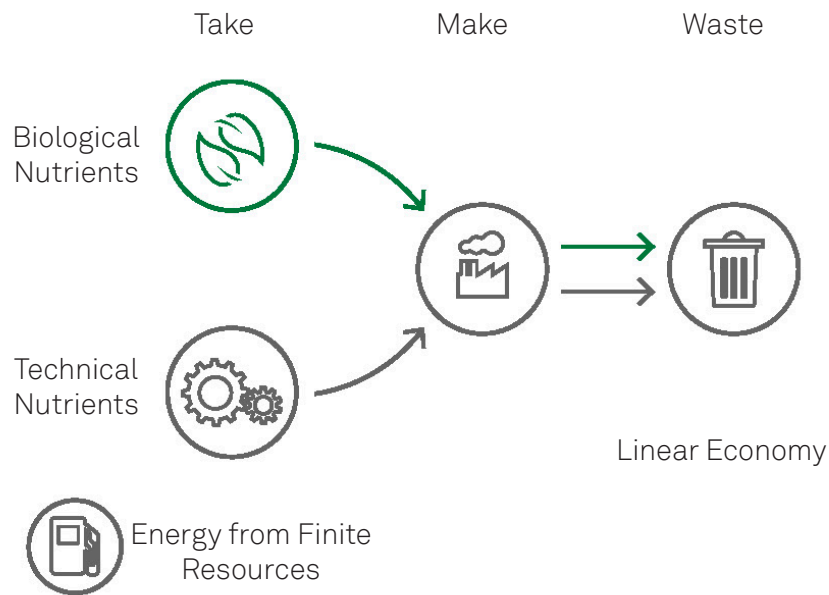 Take
Make
Waste
Biological
Nutrients
Technical
Nutrients
Linear Economy
Energy from Finite
Resources